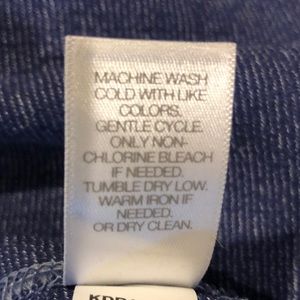 MACHINE WASH
COLD WITH LIKE
COLORS.
GENTLE CYCLE.
ONLY NON-
CHLORINE BLEACH
IF NEEDED.
TUMBLE DRY LOW.
WARM IRON IF
NEEDED.
OR DRY CLEAN.